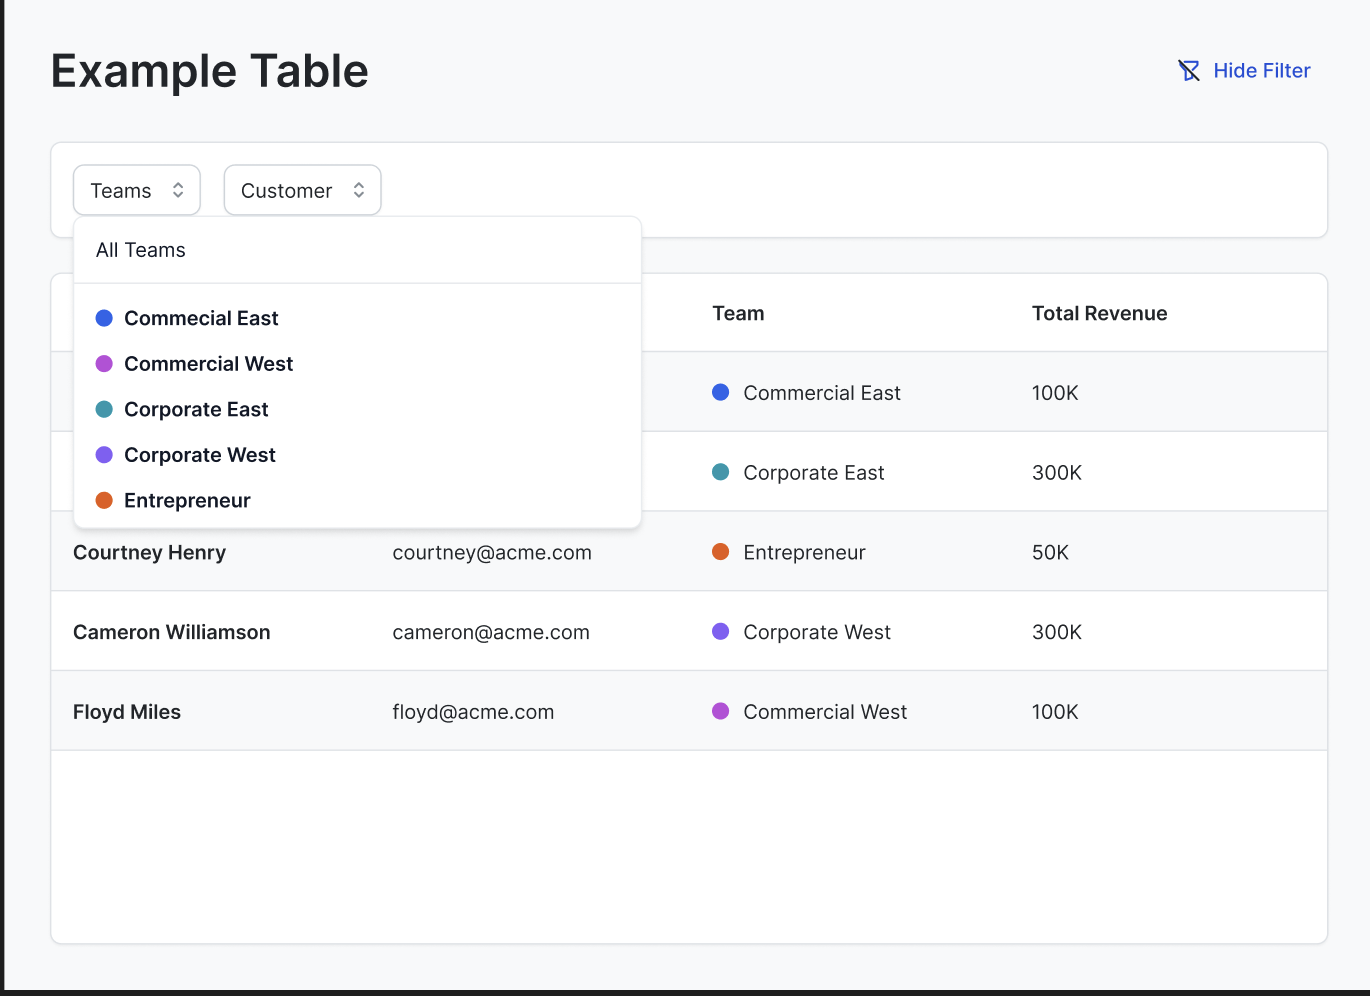 Example Table
Hide Filter
Teams
Customer
All Teams
Commecial East
Commercial West
Corporate East
Corporate West
Entrepreneur
Team Total Revenue
Commercial East 100K
Corporate East 300K
Courtney Henry courtney@acme.com Entrepreneur 50K
Cameron Williamson cameron@acme.com Corporate West 300K
Floyd Miles floyd@acme.com Commercial West 100K